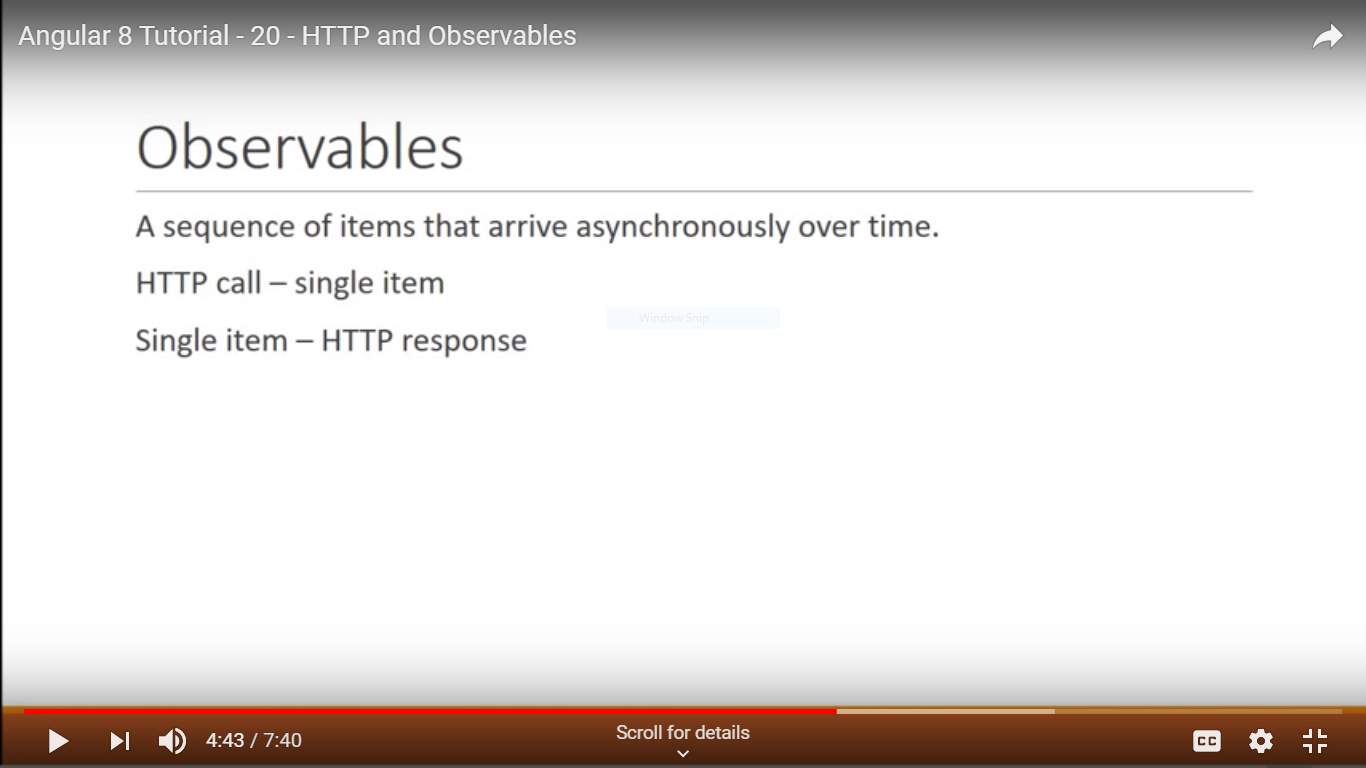 Angular 8 Tutorial - 20 - HTTP and Observables
Observables
A sequence of items that arrive asynchronously over time.
HTTP call – single item
Window Snip
Single item – HTTP response
Scroll for details
4:43 / 7:40
CC